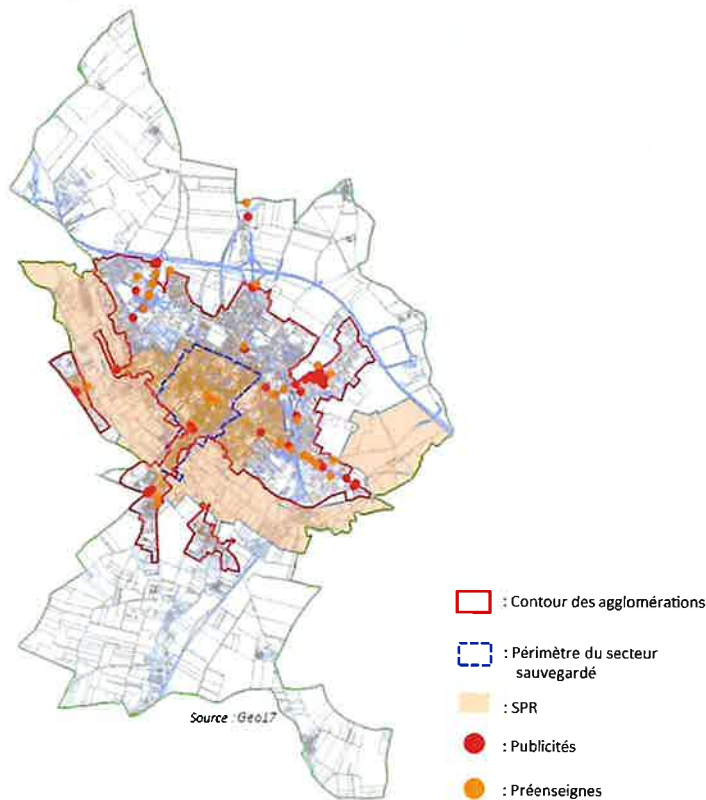 : Contour des agglomérations
: Périmètre du secteur
sauvegardé
Source : Geo17
: SPR
: Publicités
: Préenseignes